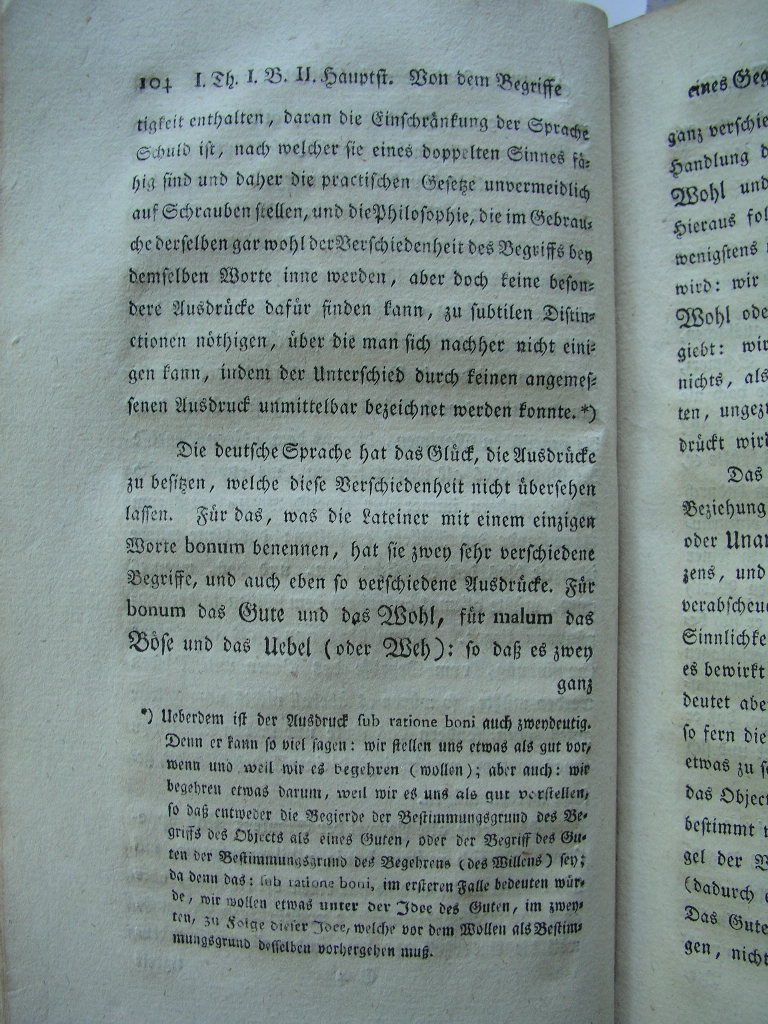 104 I. Th. I. B. II. Hauptst. Von dem Begriffe
tigkeit enthalten, daran die Einschränkung der Sprache
Schuld ist, nach welcher sie eines doppelten Sinnes fä-
hig sind und daher die practischen Gesetze unvermeidlich
auf Schrauben stellen, und die Philosophie, die im Gebrau-
che derselben gar wohl der Verschiedenheit des Begriffs bey
demselben Worte inne werden, aber doch keine beson-
dere Ausdrücke dafür finden kann, zu subtilen Distin-
ctionen nöthigen, über die man sich nachher nicht eini-
gen kann, indem der Unterschied durch keinen angemes-
senen Ausdruck unmittelbar bezeichnet werden konnte.*)
Die deutsche Sprache hat das Glück, die Ausdrücke
zu besitzen, welche diese Verschiedenheit nicht übersehen
lassen. Für das, was die Lateiner mit einem einzigen
Worte bonum benennen, hat sie zwey sehr verschiedene
Begriffe, und auch eben so verschiedene Ausdrücke. Für
bonum das Gute und das Wohl, für malum das
Böse und das Uebel (oder Weh): so daß es zwey
ganz
*) Ueberdem ist der Ausdruck sub ratione boni auch zweydeutig.
Denn er kann so viel sagen: wir stellen uns etwas als gut vor,
wenn und weil wir es begehren (wollen); aber auch: wir
begehren etwas darum, weil wir es uns als gut vorstellen,
so daß entweder die Begierde der Bestimmungsgrund des Be-
griffs des Objects als eines Guten, oder der Begriff des Gu-
ten der Bestimmungsgrund des Begehrens (des Willens) sey;
da denn das: sub ratione boni, im ersteren Falle bedeuten wür-
de, wir wollen etwas unter der Idee des Guten, im zwey-
ten, zu Folge dieser Idee, welche vor dem Wollen als Bestim-
mungsgrund desselben vorhergehen muß.
eines
ganz
Handlung
Wohl und
Hieraus
wenigstens
wird: wir
Wohl
giebt:
nichts, als
ten,
drückt
Das
Beziehung
oder
zens, und
es bewirkt
deutet
so fern die
etwas zu
das
bestimmt
gel der
(dadurch
Das Gute
gen,